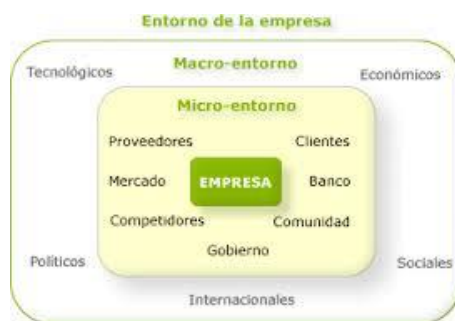 Entorno de la empresa
Macro-entorno
Tecnológicos
Económicos
Micro-entorno
Proveedores
Clientes
Mercado
EMPRESA
Banco
Competidores
Comunidad
Gobierno
Políticos
Sociales
Internacionales